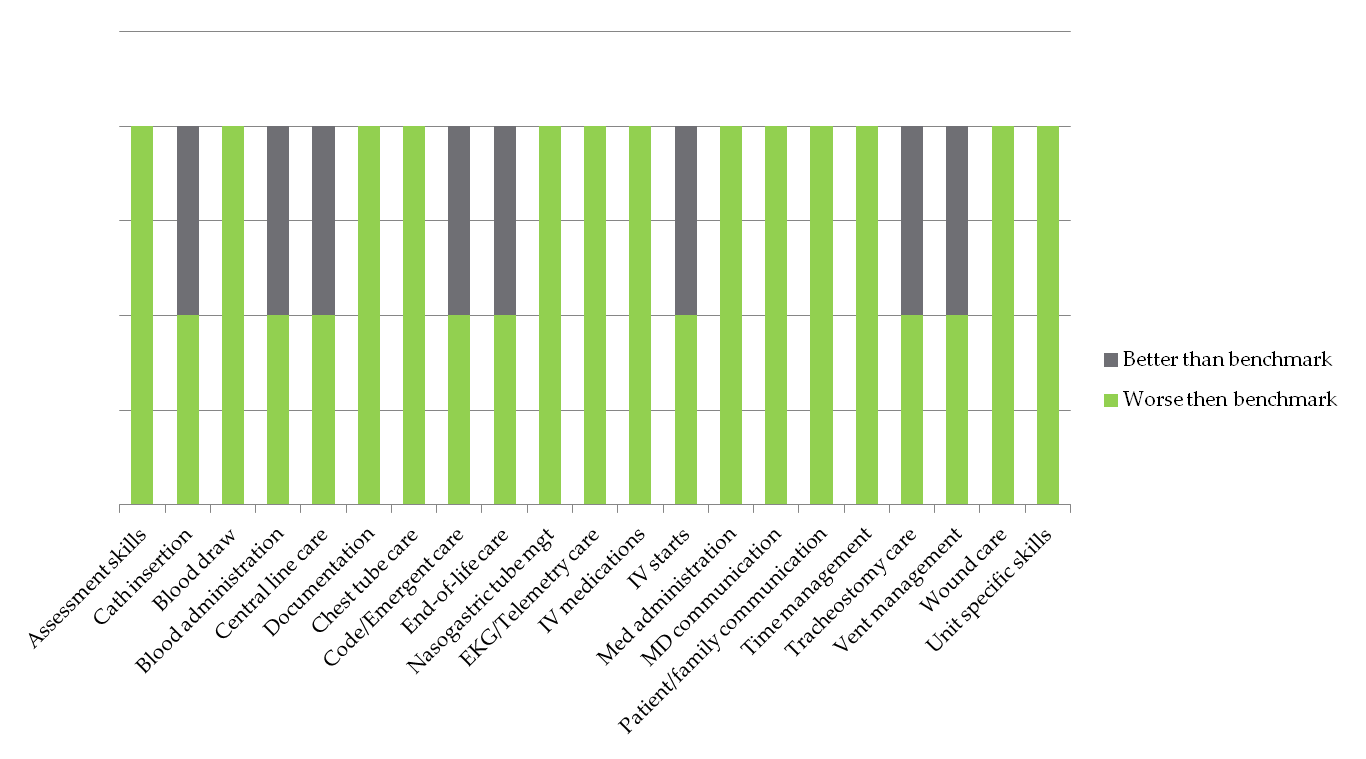 Better than benchmark
Worse then benchmark
Assessment skills
Cath insertion
Blood draw
Blood administration
Central line care
Documentation
Chest tube care
Code/Emergent care
End-of-life care
Nasogastric tube mgt
EKG/Telemetry care
IV medications
IV starts
Med administration
MD communication
Patient/family communication
Time management
Tracheostomy care
Vent management
Wound care
Unit specific skills